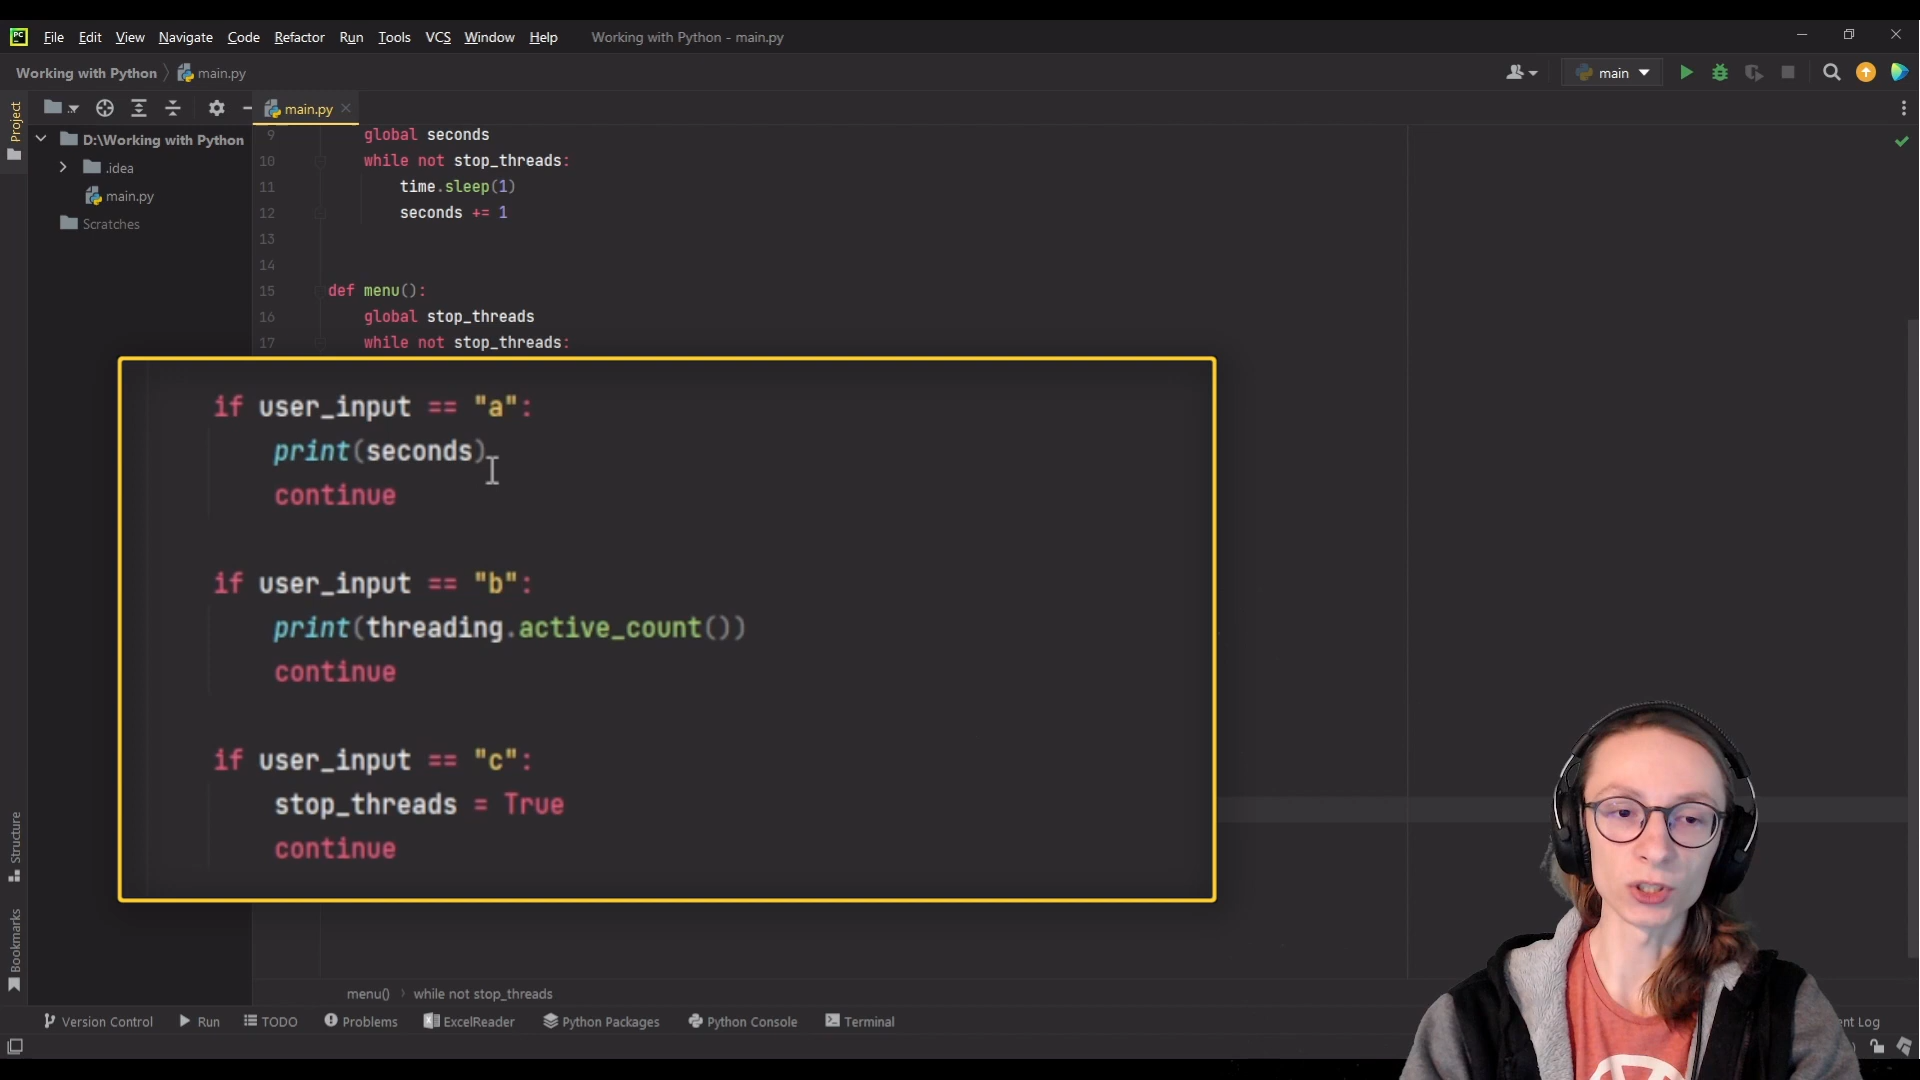 PC File Edit View Navigate Code Refactor Run Tools VCS Window Help Working with Python - main.py
Working with Python main.py main
Project
main.py
D:\Working with Python
.idea
main.py
Scratches
9 global seconds
10 while not stop_threads:
11 time.sleep(1)
12 seconds += 1
13
14
15 def menu():
16 global stop_threads
17 while not stop_threads:
if user_input == "a":
print(seconds)
continue
if user_input == "b":
print(threading.active_count())
continue
if user_input == "c":
stop_threads = True
continue
Structure
Bookmarks
menu() while not stop_threads
Version Control Run TODO Problems ExcelReader Python Packages Python Console Terminal
Log